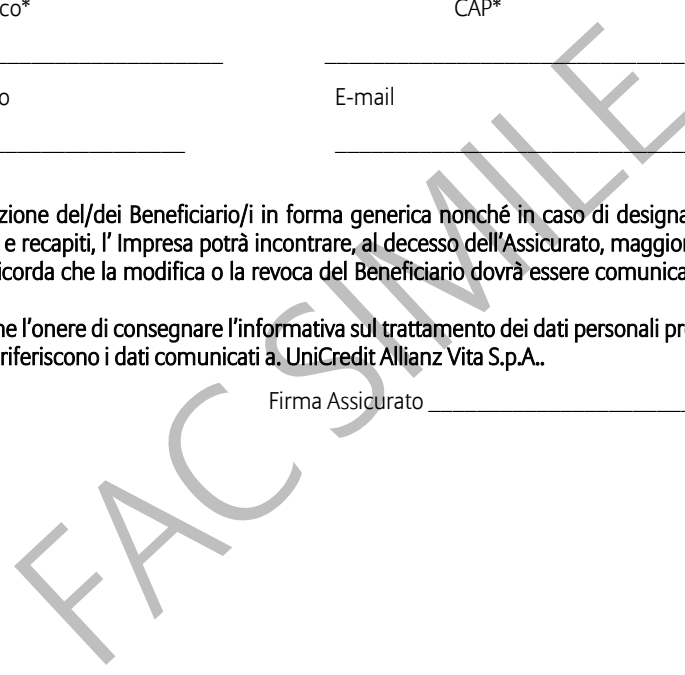 co* CAP*
o E-mail
zione del/dei Beneficiario/i in forma generica nonché in caso di designa
e recapiti, l' Impresa potrà incontrare, al decesso dell'Assicurato, maggior
icorda che la modifica o la revoca del Beneficiario dovrà essere comunica
ne l'onere di consegnare l'informativa sul trattamento dei dati personali pr
riferiscono i dati comunicati a. UniCredit Allianz Vita S.p.A..
Firma Assicurato
FAC SIMILE